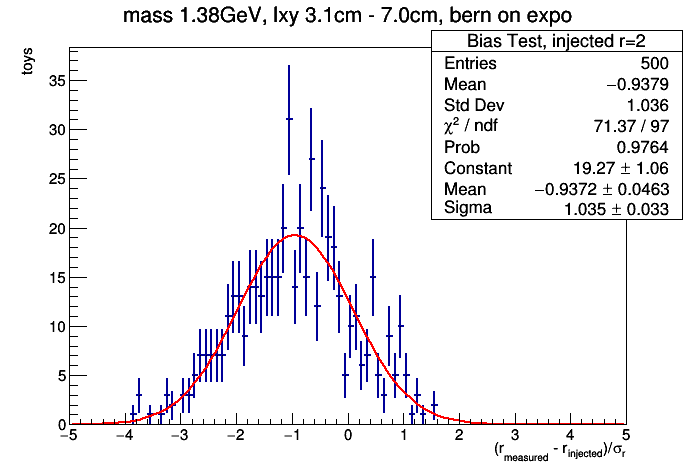 mass 1.38GeV, lxy 3.1cm - 7.0cm, bern on expo
toys
Bias Test, injected r=2
Entries 500
Mean −0.9379
Std Dev 1.036
χ² / ndf 71.37 / 97
Prob 0.9764
Constant 19.27 ± 1.06
Mean −0.9372 ± 0.0463
Sigma 1.035 ± 0.033
35
30
25
20
15
10
5
0
−5 −4 −3 −2 −1 0 1 2 3 4 5
(r_measured - r_injected)/σ_r